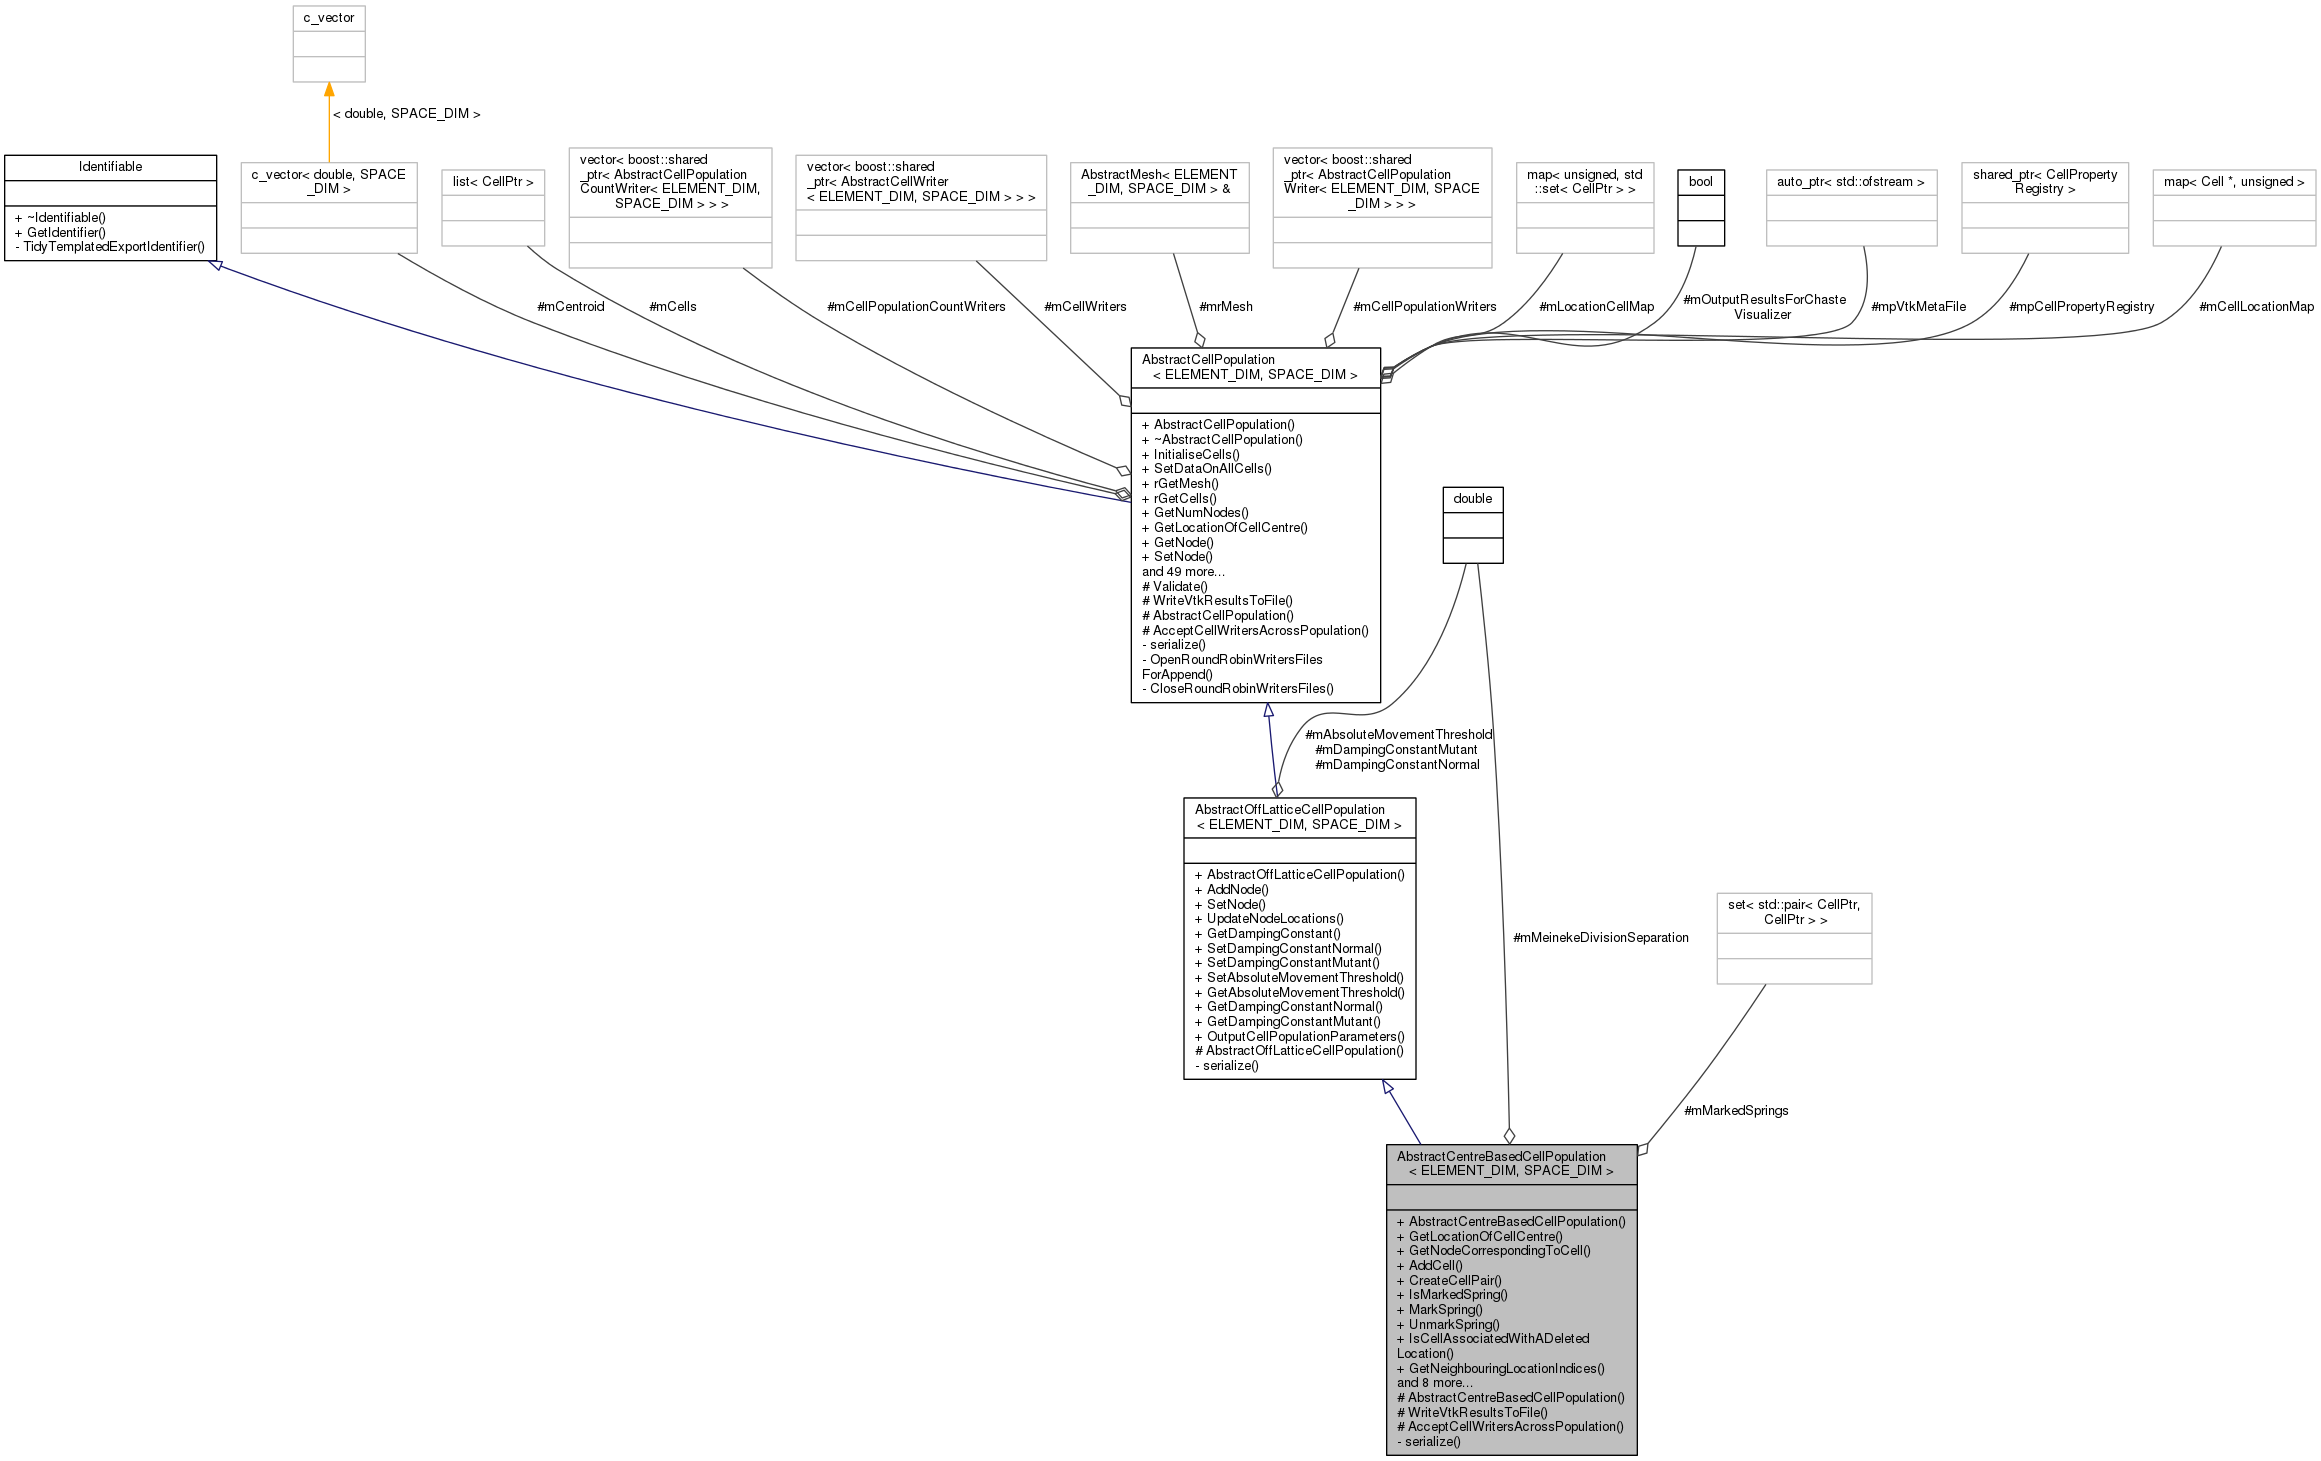 c_vector
< double, SPACE_DIM >
Identifiable
+ ~Identifiable()
+ GetIdentifier()
- TidyTemplatedExportIdentifier()
c_vector< double, SPACE
_DIM >
list< CellPtr >
vector< boost::shared
_ptr< AbstractCellPopulation
CountWriter< ELEMENT_DIM,
SPACE_DIM > > >
vector< boost::shared
_ptr< AbstractCellWriter
< ELEMENT_DIM, SPACE_DIM > > >
AbstractMesh< ELEMENT
_DIM, SPACE_DIM > &
vector< boost::shared
_ptr< AbstractCellPopulation
Writer< ELEMENT_DIM, SPACE
_DIM > > >
map< unsigned, std
::set< CellPtr > >
bool
auto_ptr< std::ofstream >
shared_ptr< CellProperty
Registry >
map< Cell *, unsigned >
#mCentroid
#mCells
#mCellPopulationCountWriters
#mCellWriters
#mrMesh
#mCellPopulationWriters
#mLocationCellMap
#mOutputResultsForChaste
Visualizer
#mpVtkMetaFile
#mpCellPropertyRegistry
#mCellLocationMap
AbstractCellPopulation
< ELEMENT_DIM, SPACE_DIM >
+ AbstractCellPopulation()
+ ~AbstractCellPopulation()
+ InitialiseCells()
+ SetDataOnAllCells()
+ rGetMesh()
+ rGetCells()
+ GetNumNodes()
+ GetLocationOfCellCentre()
+ GetNode()
+ SetNode()
and 49 more...
# Validate()
# WriteVtkResultsToFile()
# AbstractCellPopulation()
# AcceptCellWritersAcrossPopulation()
- serialize()
- OpenRoundRobinWritersFiles
ForAppend()
- CloseRoundRobinWritersFiles()
double
#mAbsoluteMovementThreshold
#mDampingConstantMutant
#mDampingConstantNormal
AbstractOffLatticeCellPopulation
< ELEMENT_DIM, SPACE_DIM >
+ AbstractOffLatticeCellPopulation()
+ AddNode()
+ SetNode()
+ UpdateNodeLocations()
+ GetDampingConstant()
+ SetDampingConstantNormal()
+ SetDampingConstantMutant()
+ SetAbsoluteMovementThreshold()
+ GetAbsoluteMovementThreshold()
+ GetDampingConstantNormal()
+ GetDampingConstantMutant()
+ OutputCellPopulationParameters()
# AbstractOffLatticeCellPopulation()
- serialize()
#mMeinekeDivisionSeparation
set< std::pair< CellPtr,
CellPtr > >
#mMarkedSprings
AbstractCentreBasedCellPopulation
< ELEMENT_DIM, SPACE_DIM >
+ AbstractCentreBasedCellPopulation()
+ GetLocationOfCellCentre()
+ GetNodeCorrespondingToCell()
+ AddCell()
+ CreateCellPair()
+ IsMarkedSpring()
+ MarkSpring()
+ UnmarkSpring()
+ IsCellAssociatedWithADeleted
Location()
+ GetNeighbouringLocationIndices()
and 8 more...
# AbstractCentreBasedCellPopulation()
# WriteVtkResultsToFile()
# AcceptCellWritersAcrossPopulation()
- serialize()